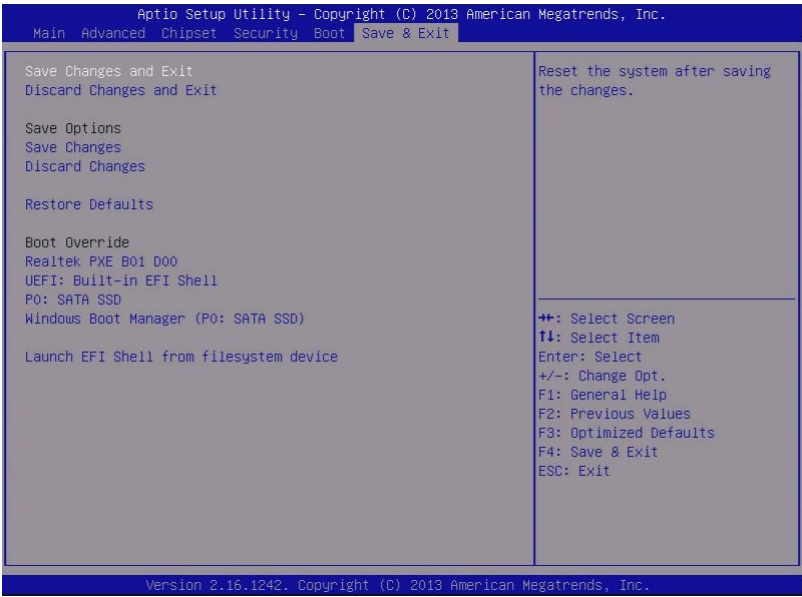 Aptio Setup Utility – Copyright (C) 2013 American Megatrends, Inc.
Main Advanced Chipset Security Boot Save & Exit
Save Changes and Exit
Discard Changes and Exit
Save Options
Save Changes
Discard Changes
Restore Defaults
Boot Override
Realtek PXE B01 D00
UEFI: Built-in EFI Shell
P0: SATA SSD
Windows Boot Manager (P0: SATA SSD)
Launch EFI Shell from filesystem device
Reset the system after saving
the changes.
→←: Select Screen
↑↓: Select Item
Enter: Select
+/-: Change Opt.
F1: General Help
F2: Previous Values
F3: Optimized Defaults
F4: Save & Exit
ESC: Exit
Version 2.16.1242. Copyright (C) 2013 American Megatrends, Inc.